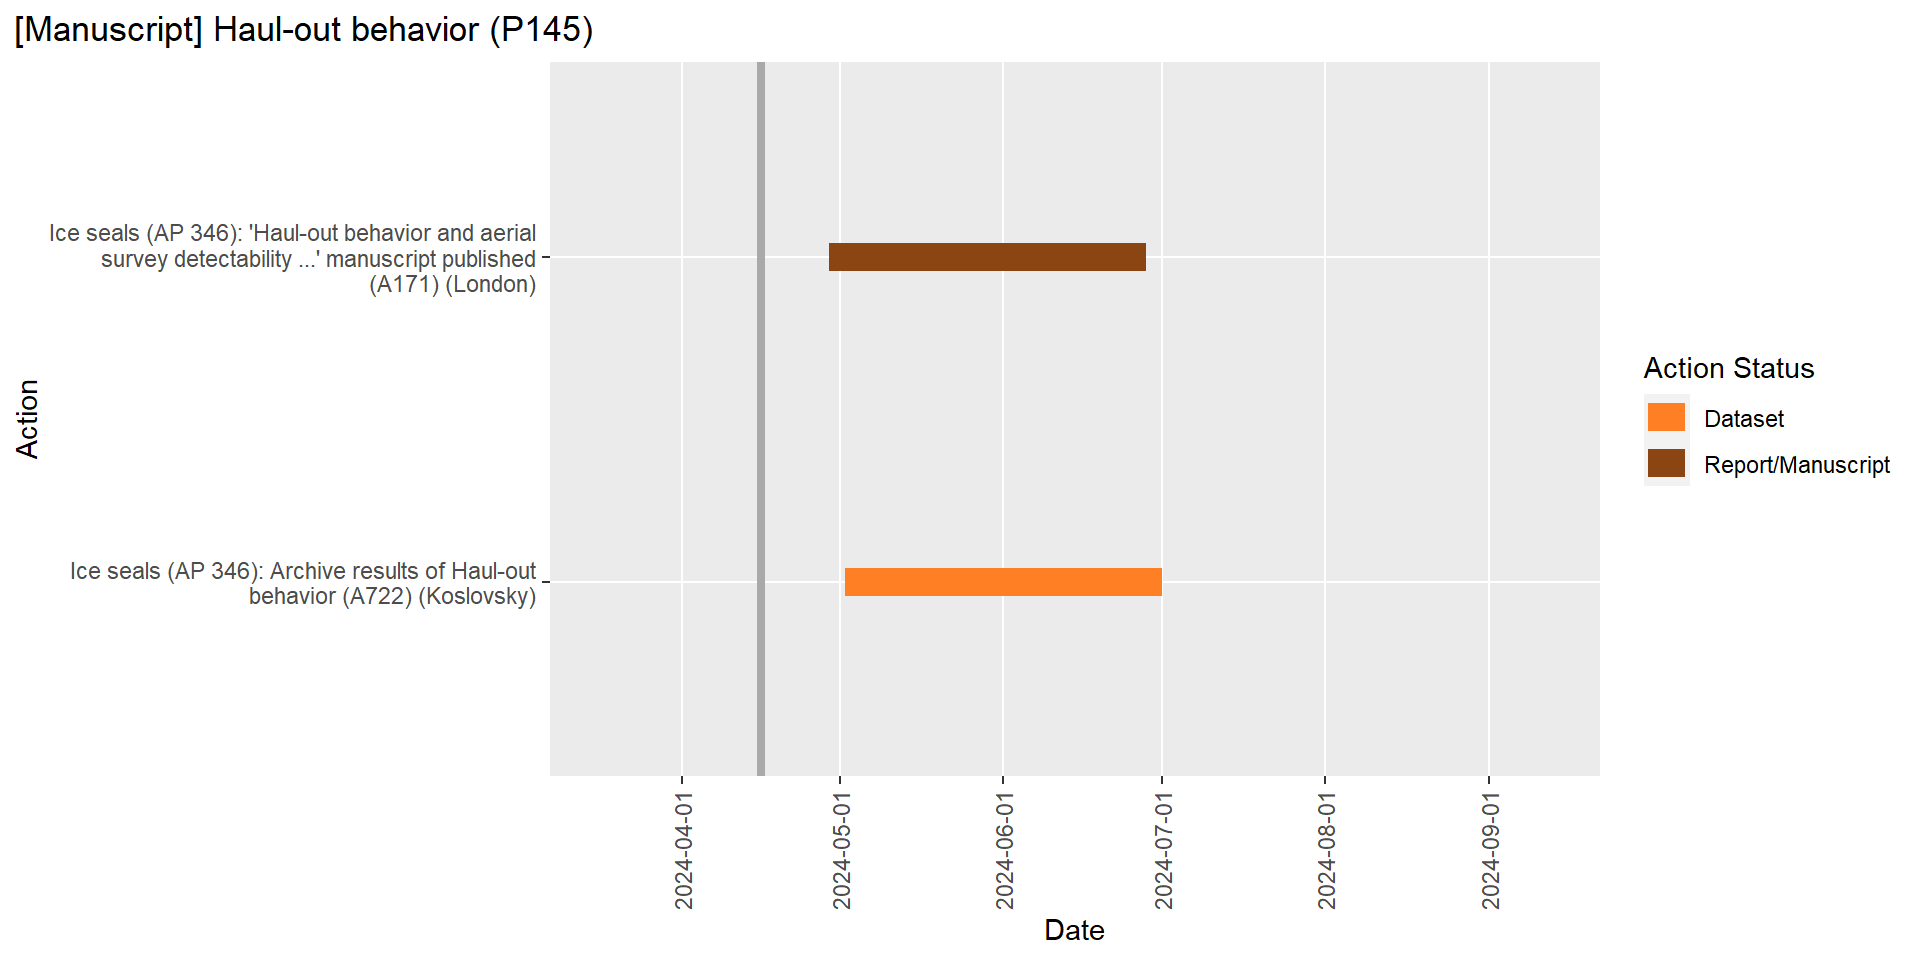 [Manuscript] Haul-out behavior (P145)
Ice seals (AP 346): 'Haul-out behavior and aerial
survey detectability ...' manuscript published
(A171) (London)
Ice seals (AP 346): Archive results of Haul-out
behavior (A722) (Koslovsky)
Action
2024-04-01
2024-05-01
2024-06-01
2024-07-01
2024-08-01
2024-09-01
Date
Action Status
Dataset
Report/Manuscript